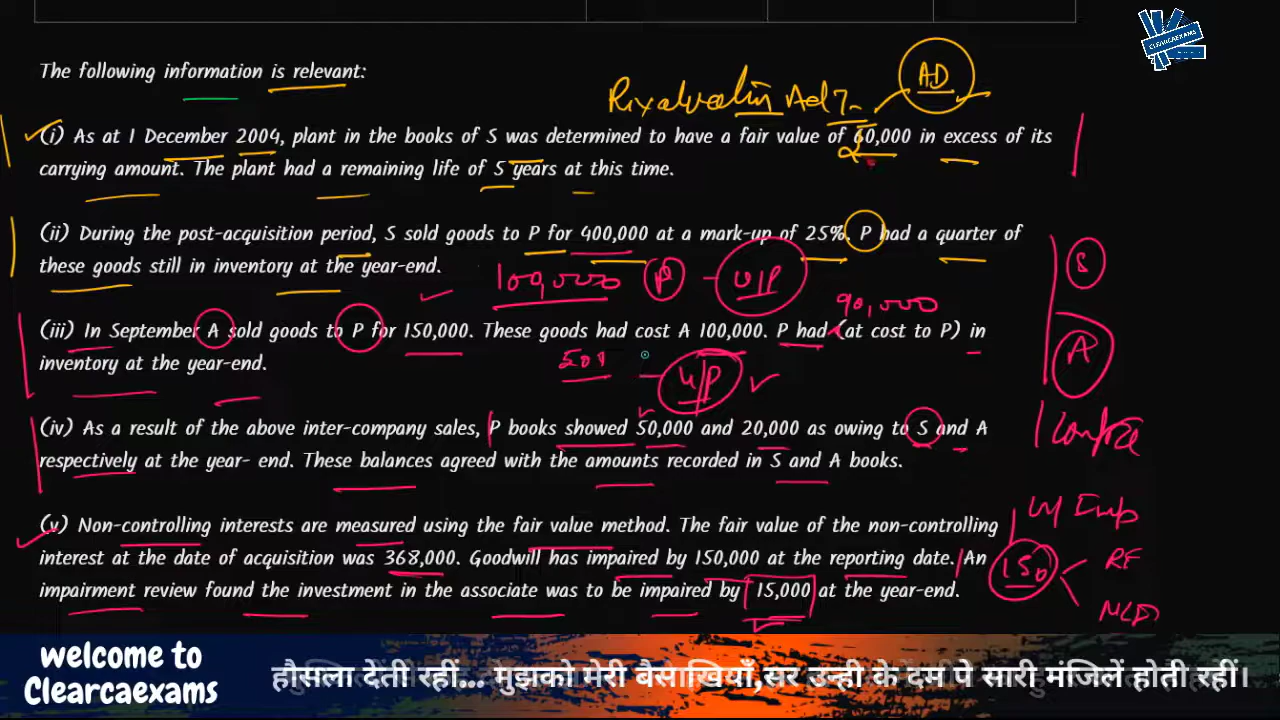 CLEARCAEXAMS
The following information is relevant:
AD
(i) As at 1 December 2004, plant in the books of S was determined to have a fair value of 60,000 in excess of its
carrying amount. The plant had a remaining life of 5 years at this time.
(ii) During the post-acquisition period, S sold goods to P for 400,000 at a mark-up of 25%. P had a quarter of
these goods still in inventory at the year-end.
100,000 P - U/P
S
90,000
(iii) In September A sold goods to P for 150,000. These goods had cost A 100,000. P had (at cost to P) in
inventory at the year-end.
- U/P
A
(iv) As a result of the above inter-company sales, P books showed 50,000 and 20,000 as owing to S and A
respectively at the year- end. These balances agreed with the amounts recorded in S and A books.
(v) Non-controlling interests are measured using the fair value method. The fair value of the non-controlling
interest at the date of acquisition was 368,000. Goodwill has impaired by 150,000 at the reporting date. An
impairment review found the investment in the associate was to be impaired by 15,000 at the year-end.
150
welcome to
Clearcaexams
हौसला देती रहीं... मुझको मेरी बैसाखियाँ,सर उन्ही के दम पे सारी मंजिलें होती रहीं।